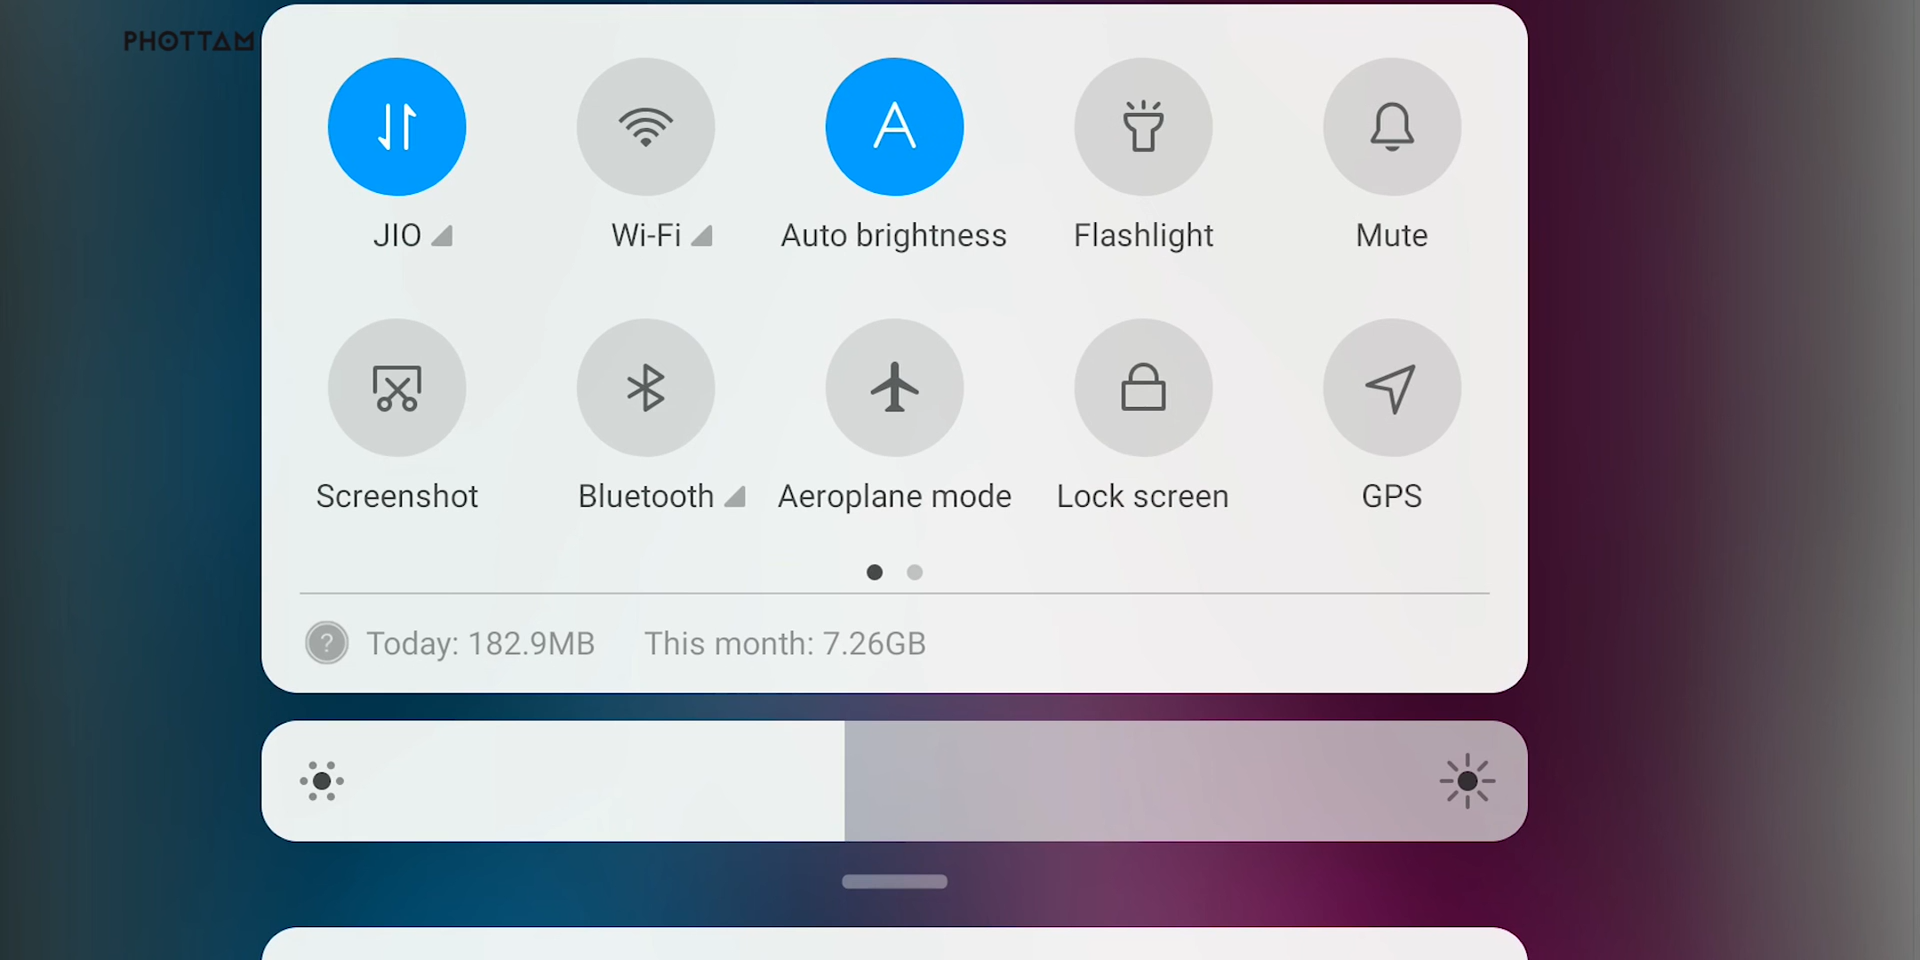 PHOTTAM
JIO
Wi-Fi
Auto brightness
Flashlight
Mute
Screenshot
Bluetooth
Aeroplane mode
Lock screen
GPS
? Today: 182.9MB This month: 7.26GB